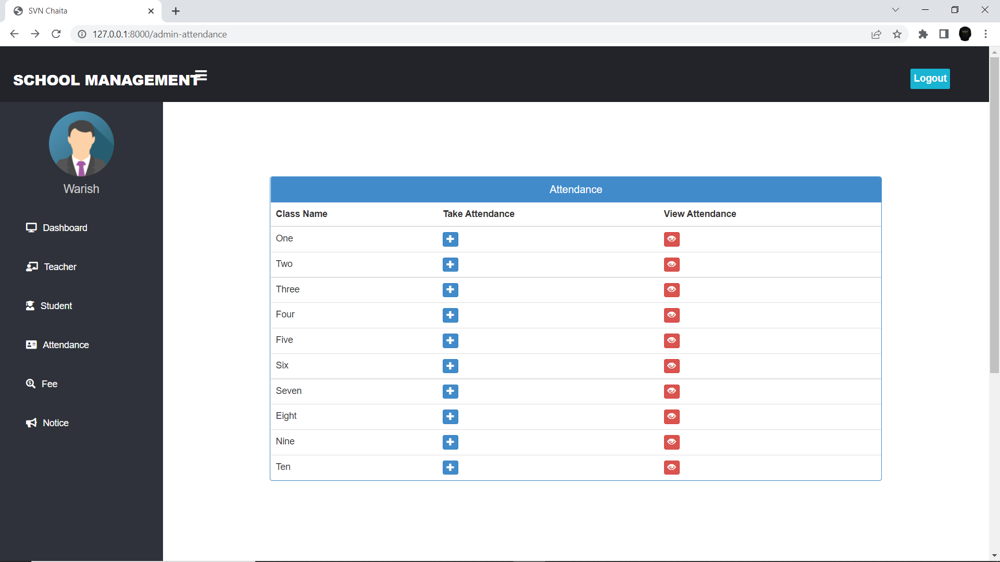 SVN Chaita
127.0.0.1:8000/admin-attendance
SCHOOL MANAGEMENT
Logout
Warish
Dashboard
Teacher
Student
Attendance
Fee
Notice
Attendance
Class Name Take Attendance View Attendance
One
Two
Three
Four
Five
Six
Seven
Eight
Nine
Ten